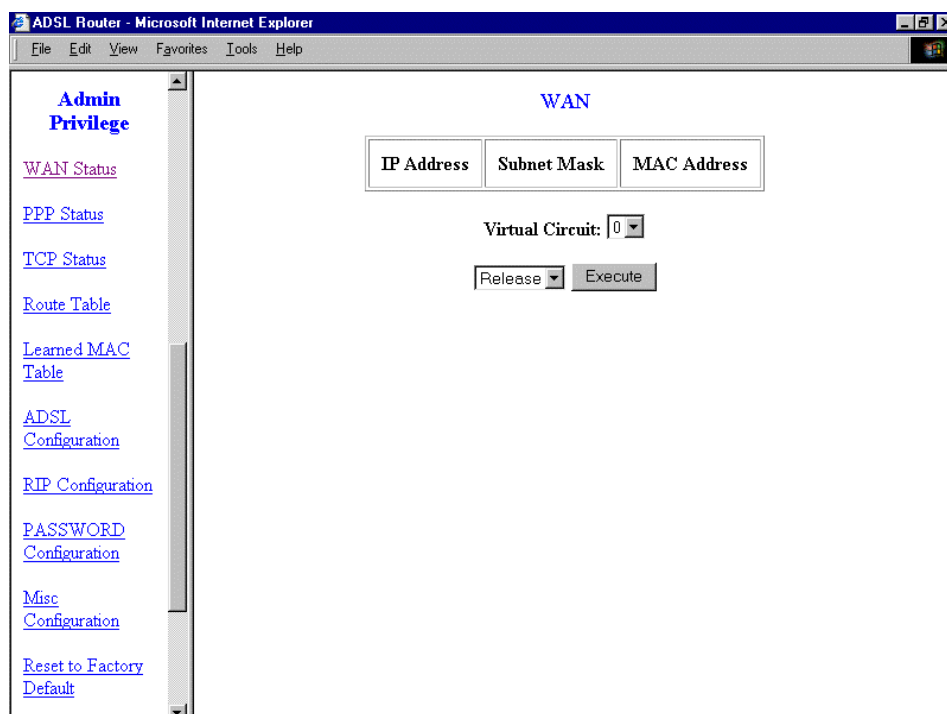 ADSL Router - Microsoft Internet Explorer
File Edit View Favorites Tools Help
Admin
Privilege
WAN Status
PPP Status
TCP Status
Route Table
Learned MAC
Table
ADSL
Configuration
RIP Configuration
PASSWORD
Configuration
Misc
Configuration
Reset to Factory
Default
WAN
IP Address Subnet Mask MAC Address
Virtual Circuit: 0
Release Execute